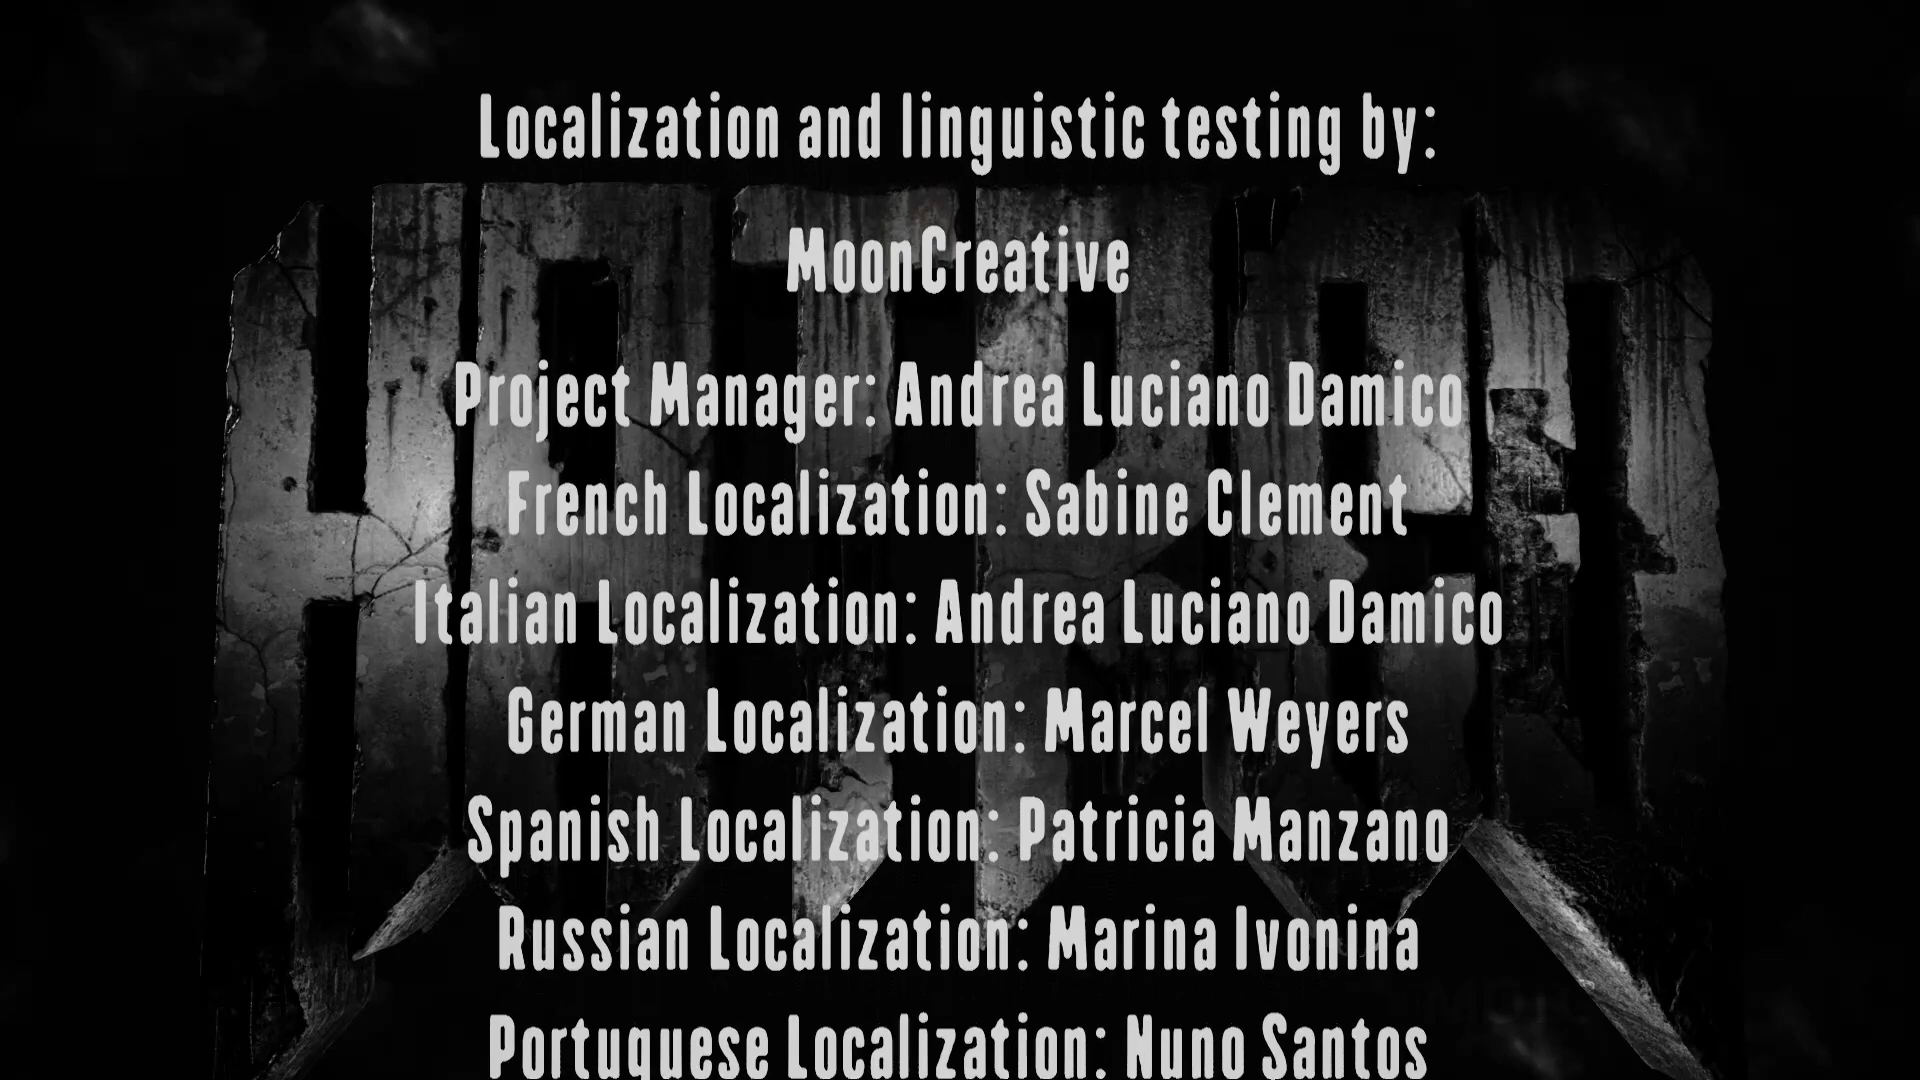 Localization and linguistic testing by:
MoonCreative
Project Manager: Andrea Luciano Damico
French Localization: Sabine Clement
Italian Localization: Andrea Luciano Damico
German Localization: Marcel Weyers
Spanish Localization: Patricia Manzano
Russian Localization: Marina Ivonina
Portuguese Localization: Nuno Santos
HATRED